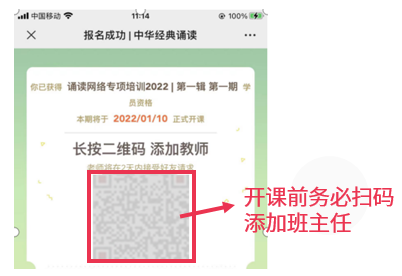 中国移动 11:14 100%
报名成功 | 中华经典诵读
你已获得 诵读网络专项培训2022 | 第一辑 第一期 学
员资格
本期将于 2022/01/10 正式开课
长按二维码 添加教师
老师将在2天内接受好友请求
开课前务必扫码
添加班主任